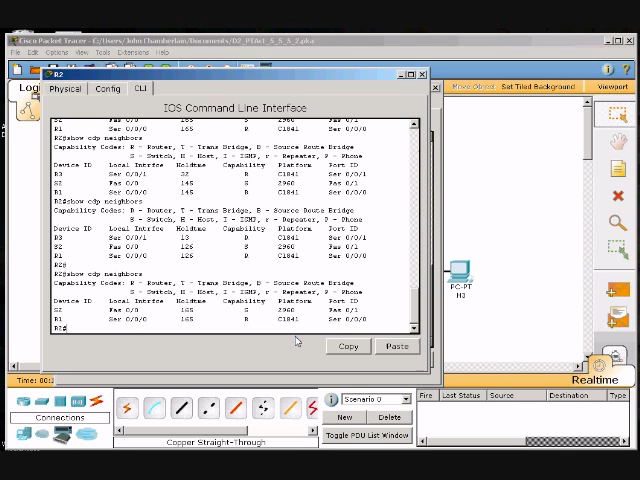 Cisco Packet Tracer - C:/Users/John Chamberlain/Documents/D2_PTAct_5_5_3_2.pka
File Edit Options View Tools Extensions Help
R2
Physical Config CLI
Move Object Set Tiled Background Viewport
IOS Command Line Interface
S2 Fas 0/0 165 S 2960 Fas 0/1
R1 Ser 0/0/0 165 R C1841 Ser 0/0/0
R2#show cdp neighbors
Capability Codes: R - Router, T - Trans Bridge, B - Source Route Bridge
S - Switch, H - Host, I - IGMP, r - Repeater, P - Phone
Device ID Local Intrfce Holdtme Capability Platform Port ID
R3 Ser 0/0/1 32 R C1841 Ser 0/0/1
S2 Fas 0/0 145 S 2960 Fas 0/1
R1 Ser 0/0/0 145 R C1841 Ser 0/0/0
R2#show cdp neighbors
Capability Codes: R - Router, T - Trans Bridge, B - Source Route Bridge
S - Switch, H - Host, I - IGMP, r - Repeater, P - Phone
Device ID Local Intrfce Holdtme Capability Platform Port ID
R3 Ser 0/0/1 13 R C1841 Ser 0/0/1
S2 Fas 0/0 126 S 2960 Fas 0/1
R1 Ser 0/0/0 126 R C1841 Ser 0/0/0
R2#
R2#show cdp neighbors
Capability Codes: R - Router, T - Trans Bridge, B - Source Route Bridge
S - Switch, H - Host, I - IGMP, r - Repeater, P - Phone
Device ID Local Intrfce Holdtme Capability Platform Port ID
S2 Fas 0/0 165 S 2960 Fas 0/1
R1 Ser 0/0/0 165 R C1841 Ser 0/0/0
R2#
Copy Paste
PC-PT
H3
Realtime
Connections
Copper Straight-Through
Scenario 0
New Delete
Toggle PDU List Window
Fire Last Status Source Destination Type